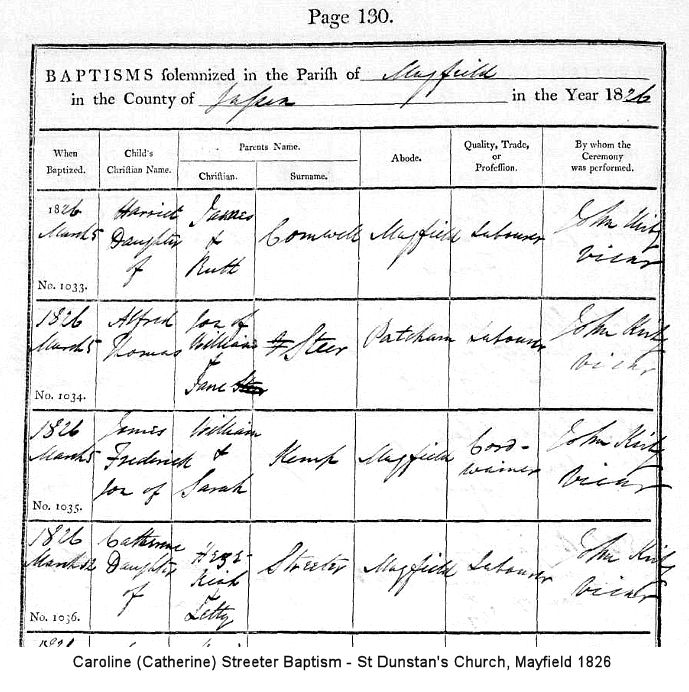 Page 130.
BAPTISMS solemnized in the Parish of Mayfield
in the County of Sussex in the Year 1826
When Baptized. Child's Christian Name. Parents Name. Abode. Quality, Trade, or Profession. By whom the Ceremony was performed.
Christian. Surname.
1826 March 5 Harriet Daughter of James & Ruth Cornwell Mayfield Labourer John Kirby Vicar
No. 1033.
1826 March 5 Alfred Thomas Son of William & Jane Steer Patcham Labourer John Kirby Vicar
No. 1034.
1826 March 5 James Frederick Son of William & Sarah Kemp Mayfield Cord-wainer John Kirby Vicar
No. 1035.
1826 March 12 Catherine Daughter of Heze-kiah & Letty Streeter Mayfield Labourer John Kirby Vicar
No. 1036.
Caroline (Catherine) Streeter Baptism - St Dunstan's Church, Mayfield 1826